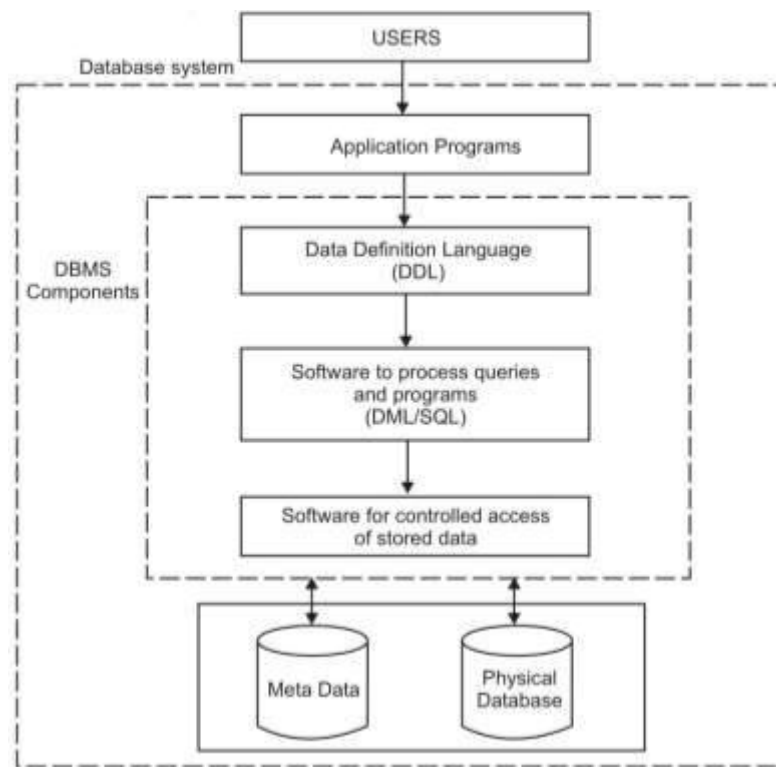 USERS
Database system
Application Programs
Data Definition Language
(DDL)
DBMS
Components
Software to process queries
and programs
(DML/SQL)
Software for controlled access
of stored data
Meta Data
Physical
Database